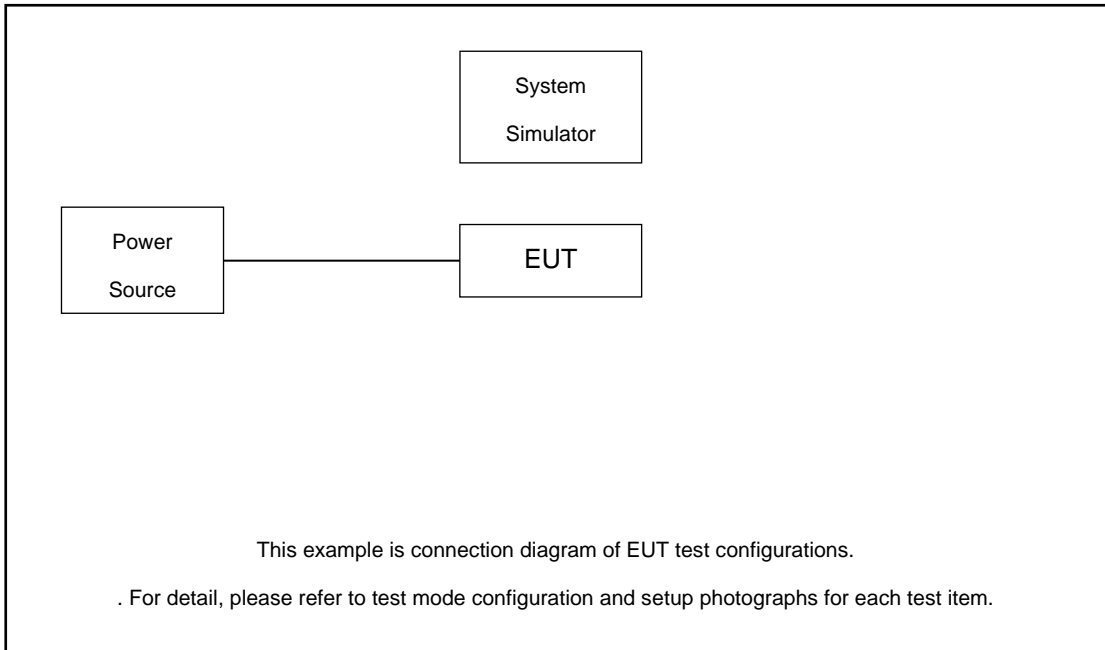 System
Simulator
Power
Source
EUT
This example is connection diagram of EUT test configurations.
. For detail, please refer to test mode configuration and setup photographs for each test item.